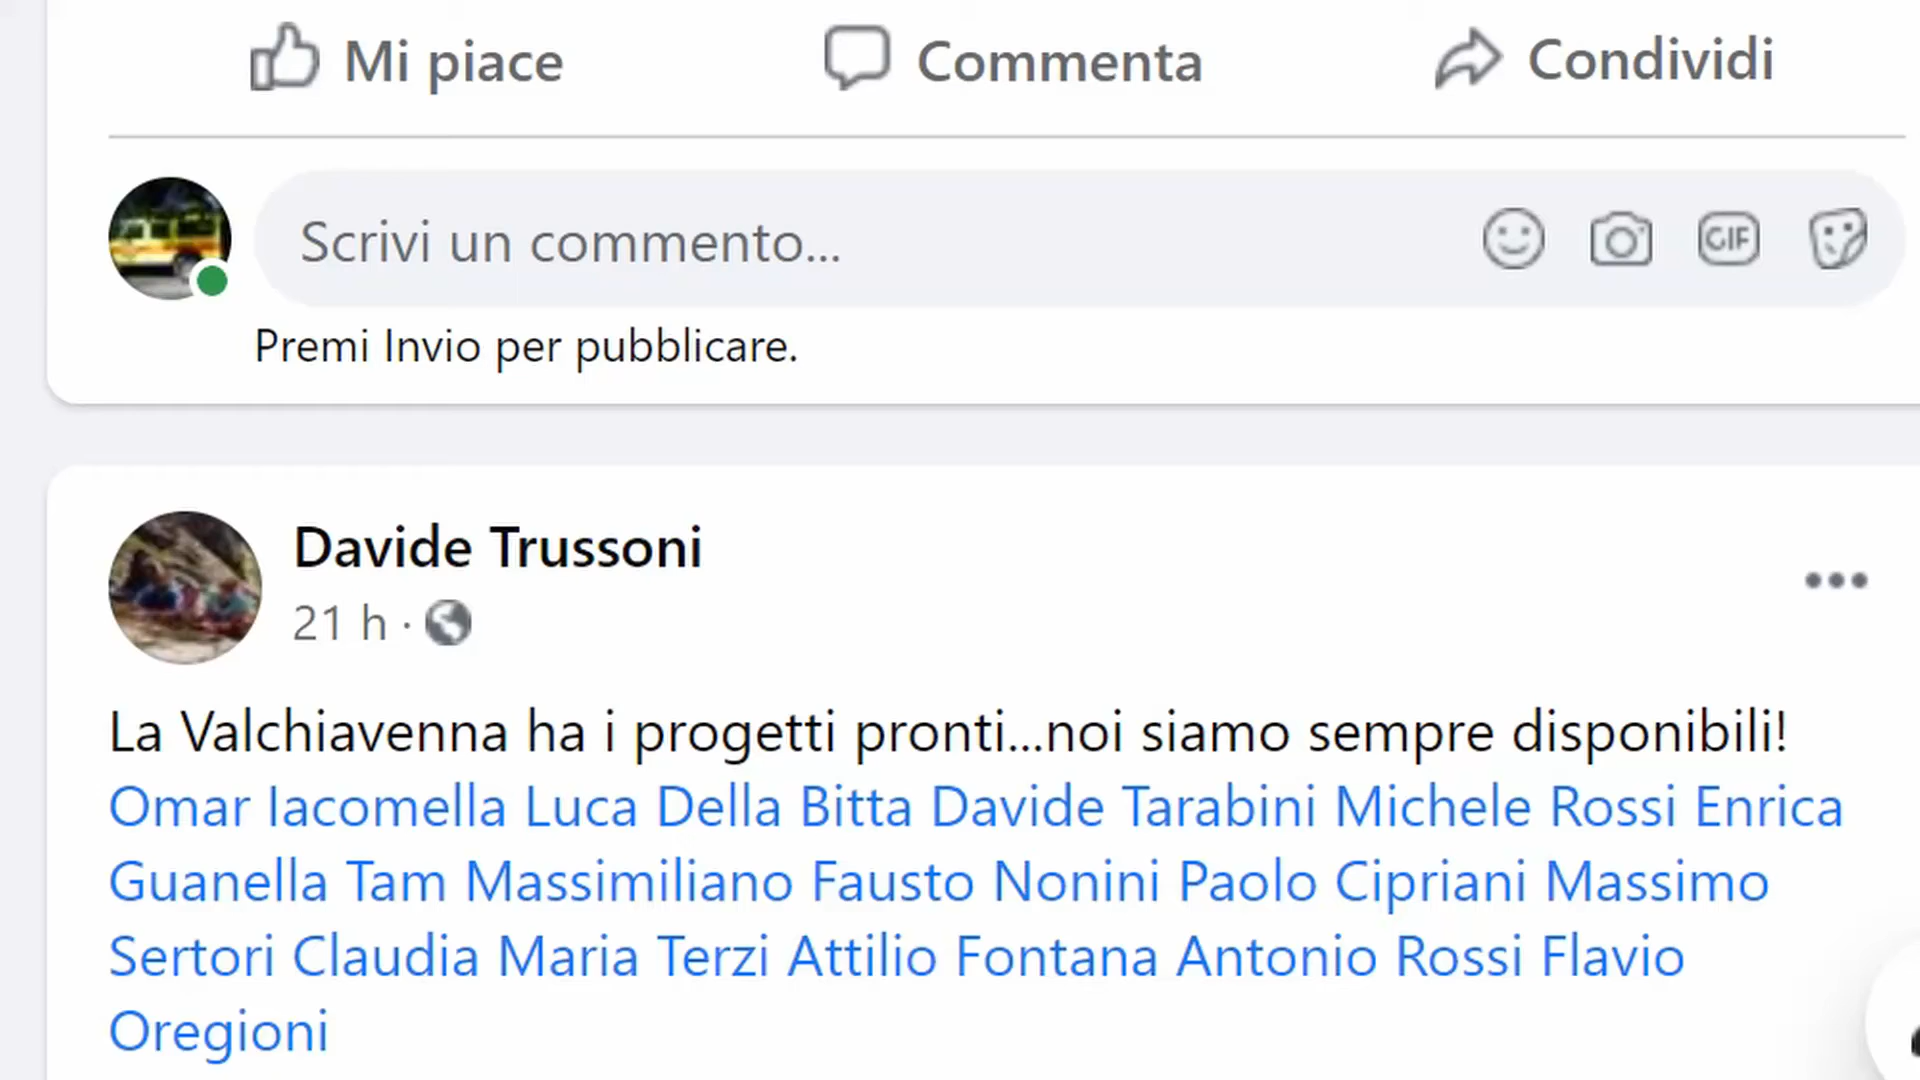 Mi piace Commenta Condividi
Scrivi un commento... GIF
Premi Invio per pubblicare.
Davide Trussoni
21 h ·
La Valchiavenna ha i progetti pronti...noi siamo sempre disponibili!
Omar Iacomella Luca Della Bitta Davide Tarabini Michele Rossi Enrica
Guanella Tam Massimiliano Fausto Nonini Paolo Cipriani Massimo
Sertori Claudia Maria Terzi Attilio Fontana Antonio Rossi Flavio
Oregioni